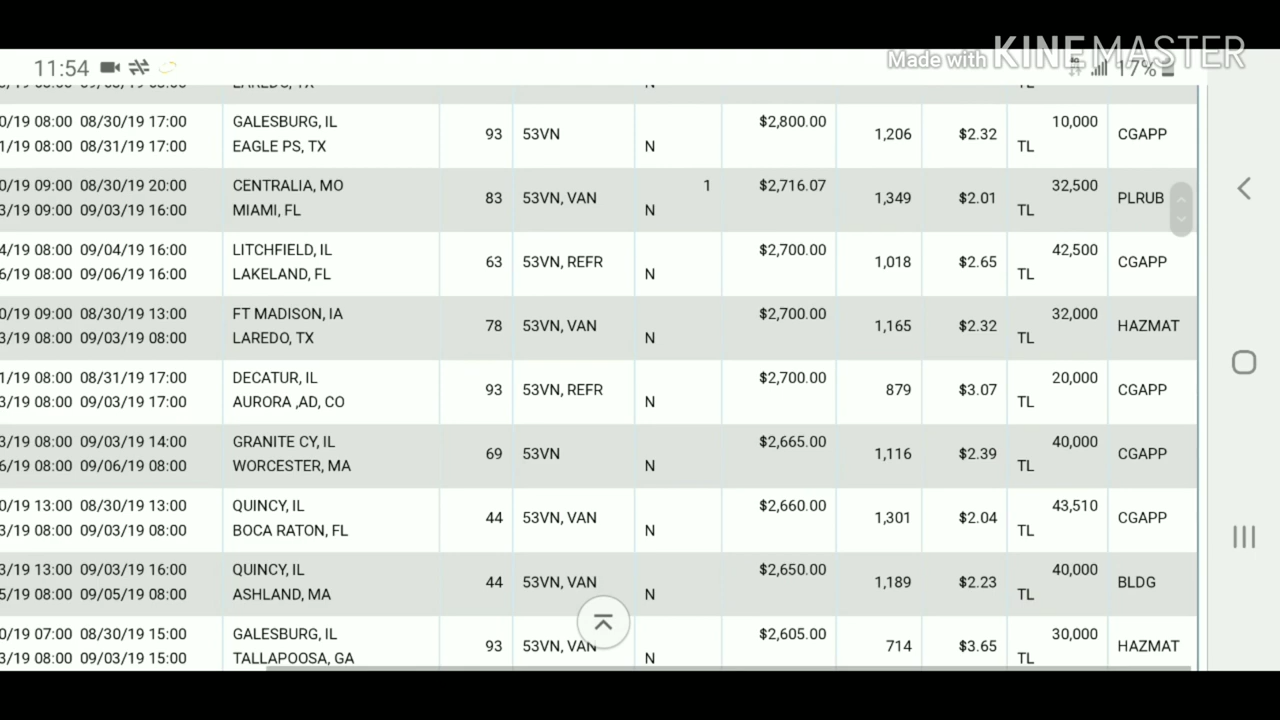 Made with KINEMASTER
11:54 17%
0/19 08:00 08/30/19 17:00 GALESBURG, IL 93 53VN $2,800.00 1,206 $2.32 10,000 CGAPP
1/19 08:00 08/31/19 17:00 EAGLE PS, TX N TL
0/19 09:00 08/30/19 20:00 CENTRALIA, MO 83 53VN, VAN 1 $2,716.07 1,349 $2.01 32,500 PLRUB
3/19 09:00 09/03/19 16:00 MIAMI, FL N TL
4/19 08:00 09/04/19 16:00 LITCHFIELD, IL 63 53VN, REFR $2,700.00 1,018 $2.65 42,500 CGAPP
6/19 08:00 09/06/19 16:00 LAKELAND, FL N TL
0/19 09:00 08/30/19 13:00 FT MADISON, IA 78 53VN, VAN $2,700.00 1,165 $2.32 32,000 HAZMAT
3/19 08:00 09/03/19 08:00 LAREDO, TX N TL
1/19 08:00 08/31/19 17:00 DECATUR, IL 93 53VN, REFR $2,700.00 879 $3.07 20,000 CGAPP
3/19 08:00 09/03/19 17:00 AURORA ,AD, CO N TL
3/19 08:00 09/03/19 14:00 GRANITE CY, IL 69 53VN $2,665.00 1,116 $2.39 40,000 CGAPP
6/19 08:00 09/06/19 08:00 WORCESTER, MA N TL
0/19 13:00 08/30/19 13:00 QUINCY, IL 44 53VN, VAN $2,660.00 1,301 $2.04 43,510 CGAPP
3/19 08:00 09/03/19 08:00 BOCA RATON, FL N TL
3/19 13:00 09/03/19 16:00 QUINCY, IL 44 53VN, VAN $2,650.00 1,189 $2.23 40,000 BLDG
5/19 08:00 09/05/19 08:00 ASHLAND, MA N TL
0/19 07:00 08/30/19 15:00 GALESBURG, IL 93 53VN, VAN $2,605.00 714 $3.65 30,000 HAZMAT
3/19 08:00 09/03/19 15:00 TALLAPOOSA, GA N TL